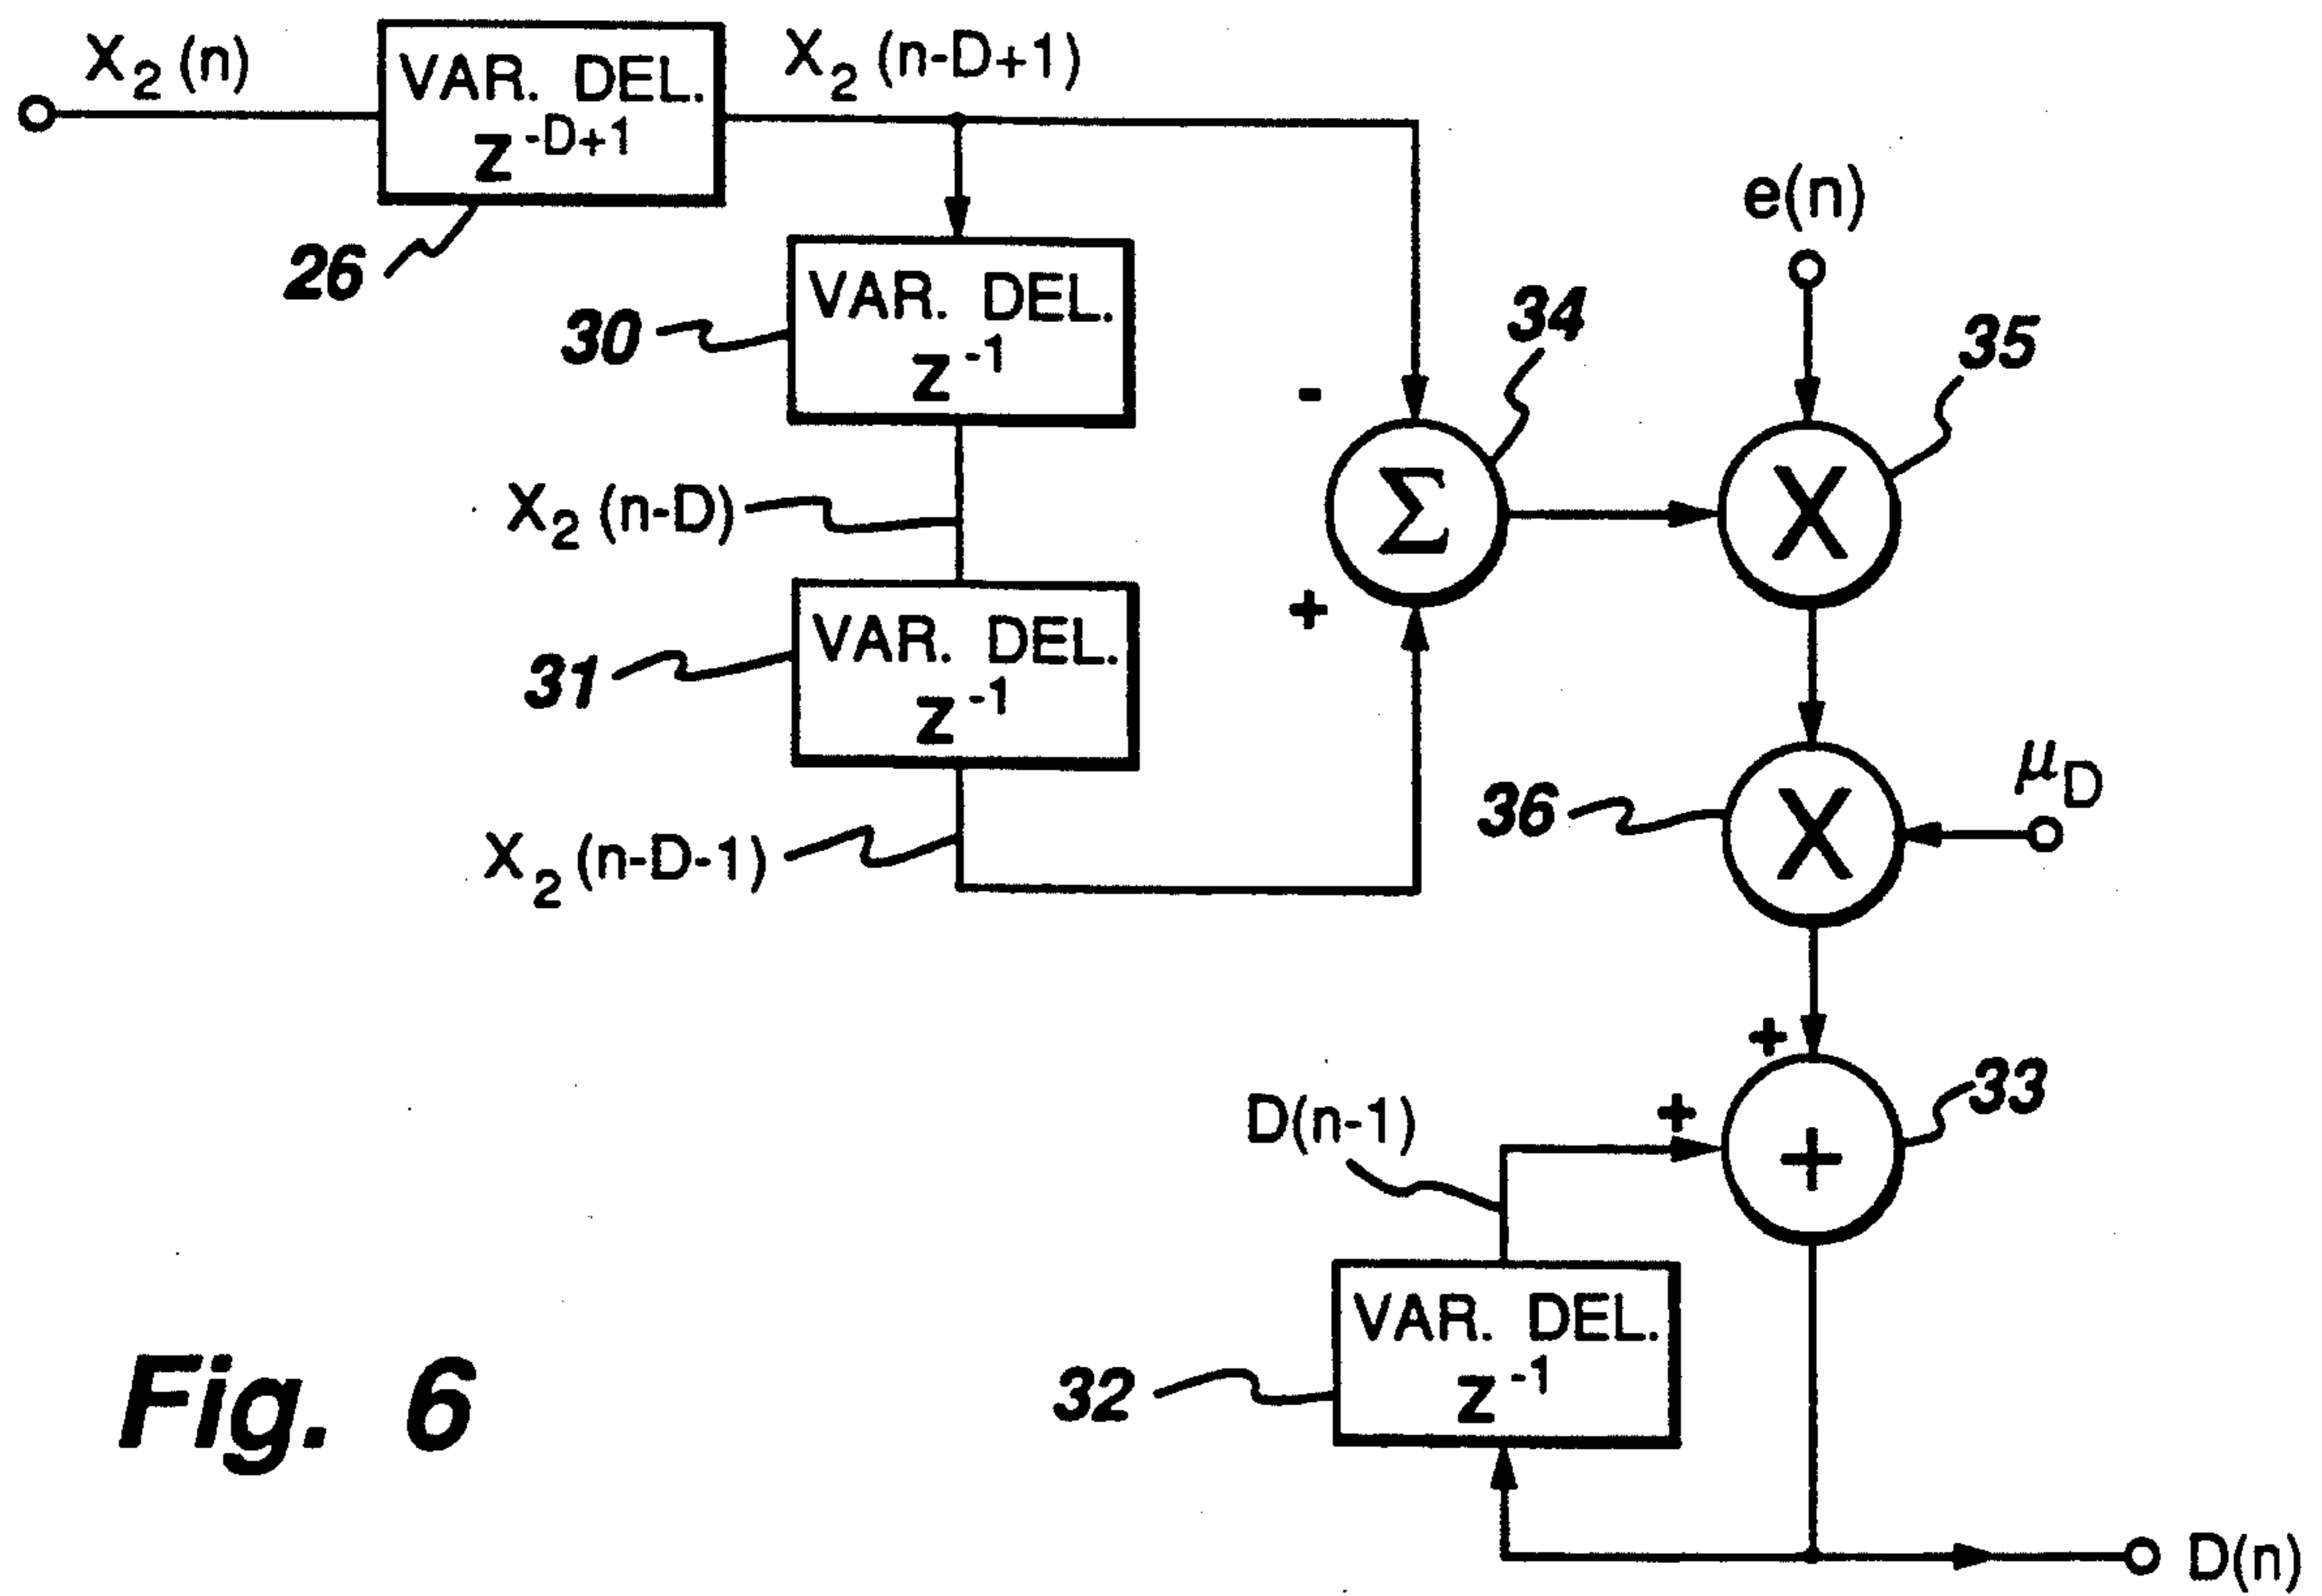 X₂(n)
VAR. DEL.
z⁻ᴰ⁺¹
X₂(n-D+1)
26
e(n)
VAR. DEL.
z⁻¹
30
34
35
-
Σ
X
X₂(n-D)
+
VAR. DEL.
z⁻¹
31
μD
36
X
X₂(n-D-1)
+
33
D(n-1)
+
+
VAR. DEL.
z⁻¹
32
Fig. 6
D(n)